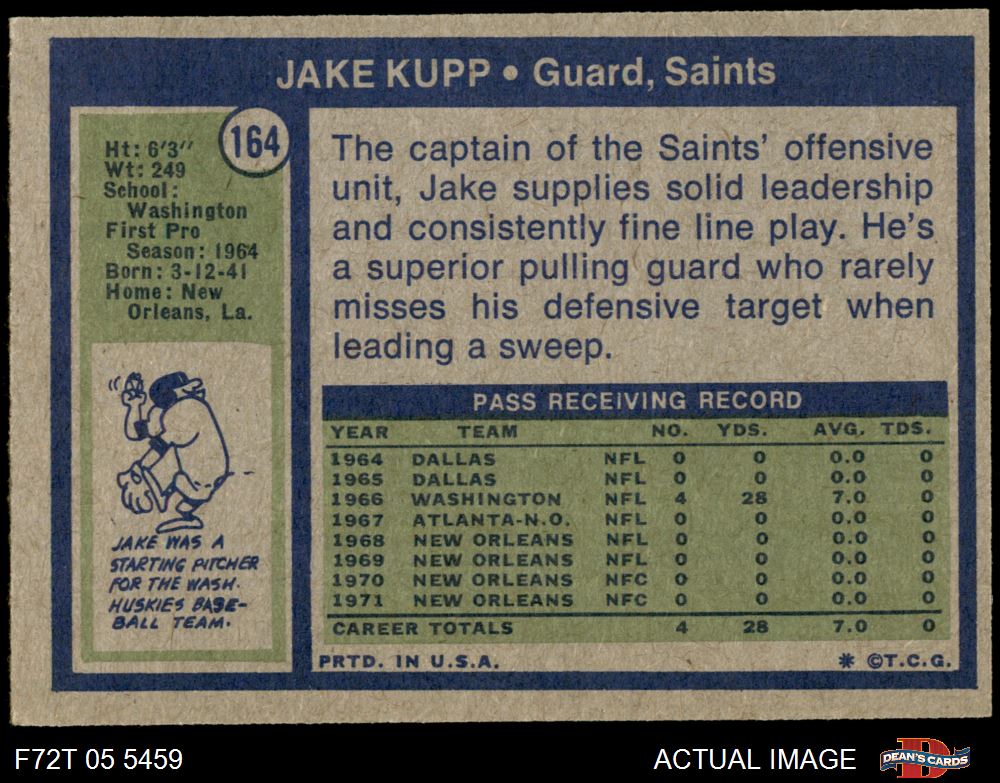 JAKE KUPP • Guard, Saints
164
Ht: 6'3"
Wt: 249
School:
Washington
First Pro
Season: 1964
Born: 3-12-41
Home: New
Orleans, La.
JAKE WAS A
STARTING PITCHER
FOR THE WASH.
HUSKIES BASE-
BALL TEAM.
The captain of the Saints' offensive
unit, Jake supplies solid leadership
and consistently fine line play. He's
a superior pulling guard who rarely
misses his defensive target when
leading a sweep.
PASS RECEIVING RECORD
YEAR TEAM NO. YDS. AVG. TDS.
1964 DALLAS NFL 0 0 0.0 0
1965 DALLAS NFL 0 0 0.0 0
1966 WASHINGTON NFL 4 28 7.0 0
1967 ATLANTA-N.O. NFL 0 0 0.0 0
1968 NEW ORLEANS NFL 0 0 0.0 0
1969 NEW ORLEANS NFL 0 0 0.0 0
1970 NEW ORLEANS NFC 0 0 0.0 0
1971 NEW ORLEANS NFC 0 0 0.0 0
CAREER TOTALS 4 28 7.0 0
PRTD. IN U.S.A. * ©T.C.G.
F72T 05 5459 ACTUAL IMAGE D DEAN'S CARDS